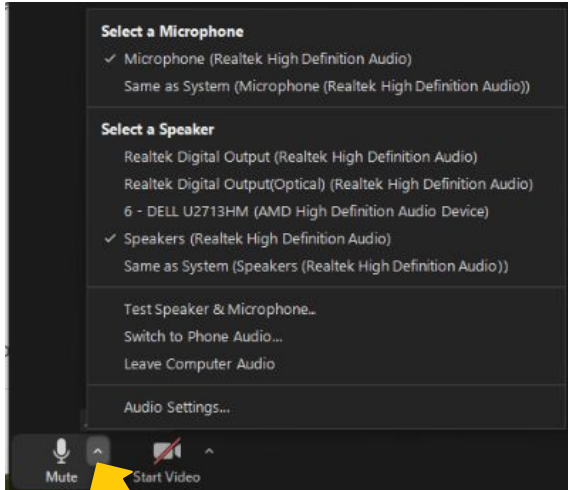 Select a Microphone
Microphone (Realtek High Definition Audio)
Same as System (Microphone (Realtek High Definition Audio))
Select a Speaker
Realtek Digital Output (Realtek High Definition Audio)
Realtek Digital Output(Optical) (Realtek High Definition Audio)
6 - DELL U2713HM (AMD High Definition Audio Device)
Speakers (Realtek High Definition Audio)
Same as System (Speakers (Realtek High Definition Audio))
Test Speaker & Microphone...
Switch to Phone Audio...
Leave Computer Audio
Audio Settings...
Mute
Start Video